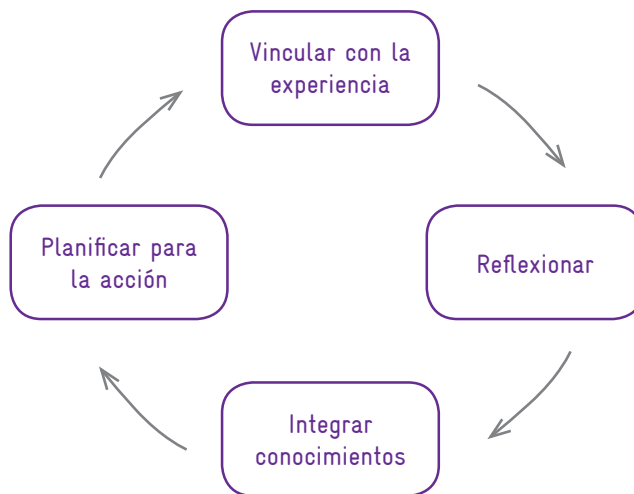 Vincular con la
experiencia
Planificar para
la acción
Reflexionar
Integrar
conocimientos